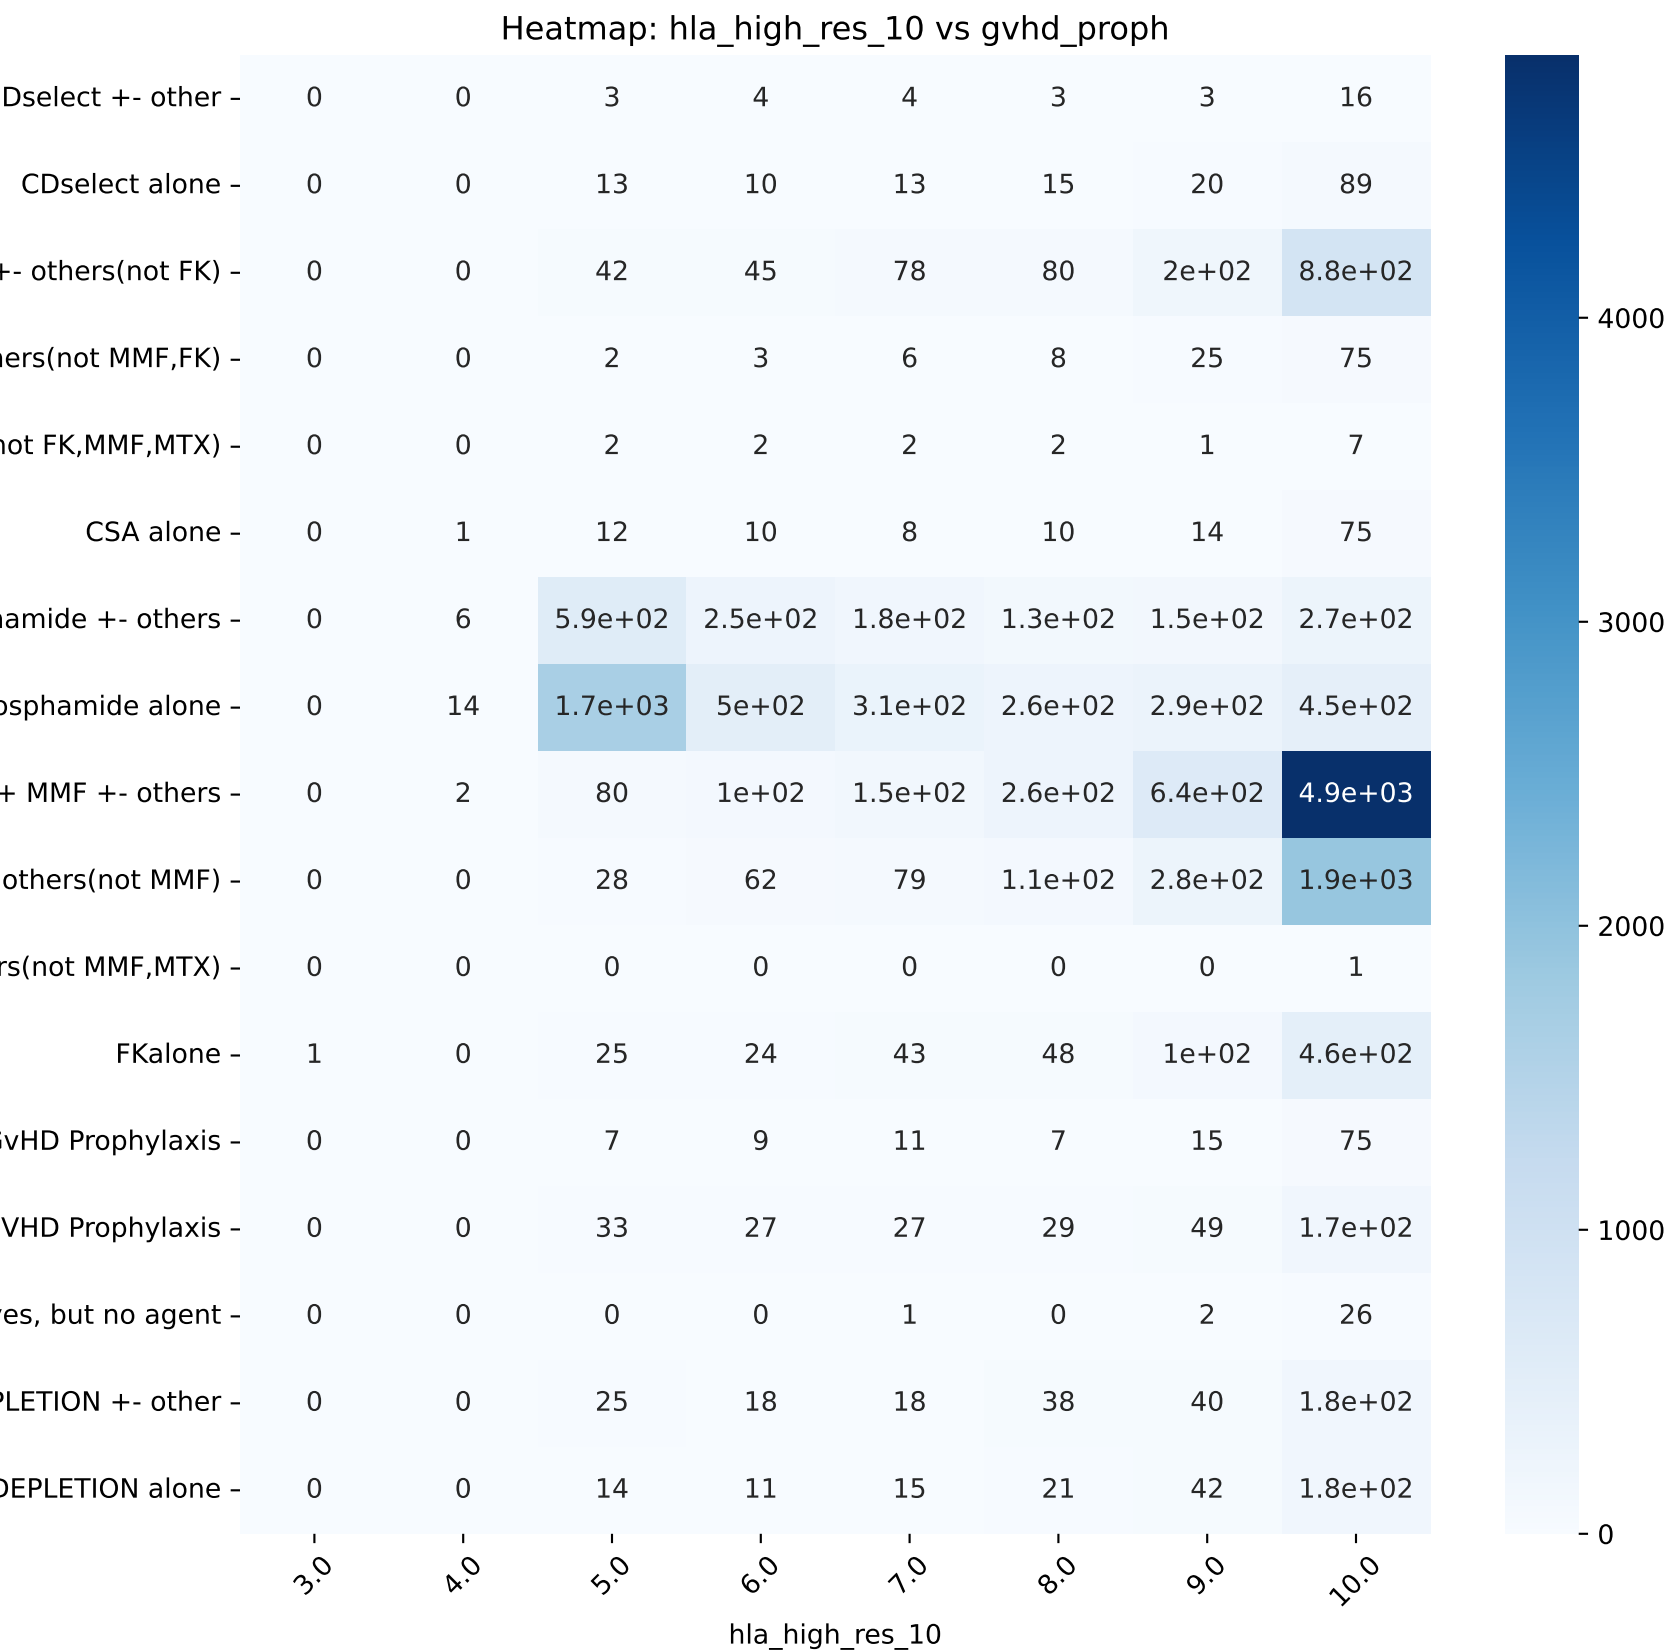 Heatmap: hla_high_res_10 vs gvhd_proph
Dselect +- other 0 0 3 4 4 3 3 16
CDselect alone 0 0 13 10 13 15 20 89
+- others(not FK) 0 0 42 45 78 80 2e+02 8.8e+02
ers(not MMF,FK) 0 0 2 3 6 8 25 75
not FK,MMF,MTX) 0 0 2 2 2 2 1 7
CSA alone 0 1 12 10 8 10 14 75
amide +- others 0 6 5.9e+02 2.5e+02 1.8e+02 1.3e+02 1.5e+02 2.7e+02
osphamide alone 0 14 1.7e+03 5e+02 3.1e+02 2.6e+02 2.9e+02 4.5e+02
+ MMF +- others 0 2 80 1e+02 1.5e+02 2.6e+02 6.4e+02 4.9e+03
others(not MMF) 0 0 28 62 79 1.1e+02 2.8e+02 1.9e+03
rs(not MMF,MTX) 0 0 0 0 0 0 0 1
FKalone 1 0 25 24 43 48 1e+02 4.6e+02
GvHD Prophylaxis 0 0 7 9 11 7 15 75
VHD Prophylaxis 0 0 33 27 27 29 49 1.7e+02
es, but no agent 0 0 0 0 1 0 2 26
PLETION +- other 0 0 25 18 18 38 40 1.8e+02
DEPLETION alone 0 0 14 11 15 21 42 1.8e+02
3.0 4.0 5.0 6.0 7.0 8.0 9.0 10.0
hla_high_res_10
4000
3000
2000
1000
0